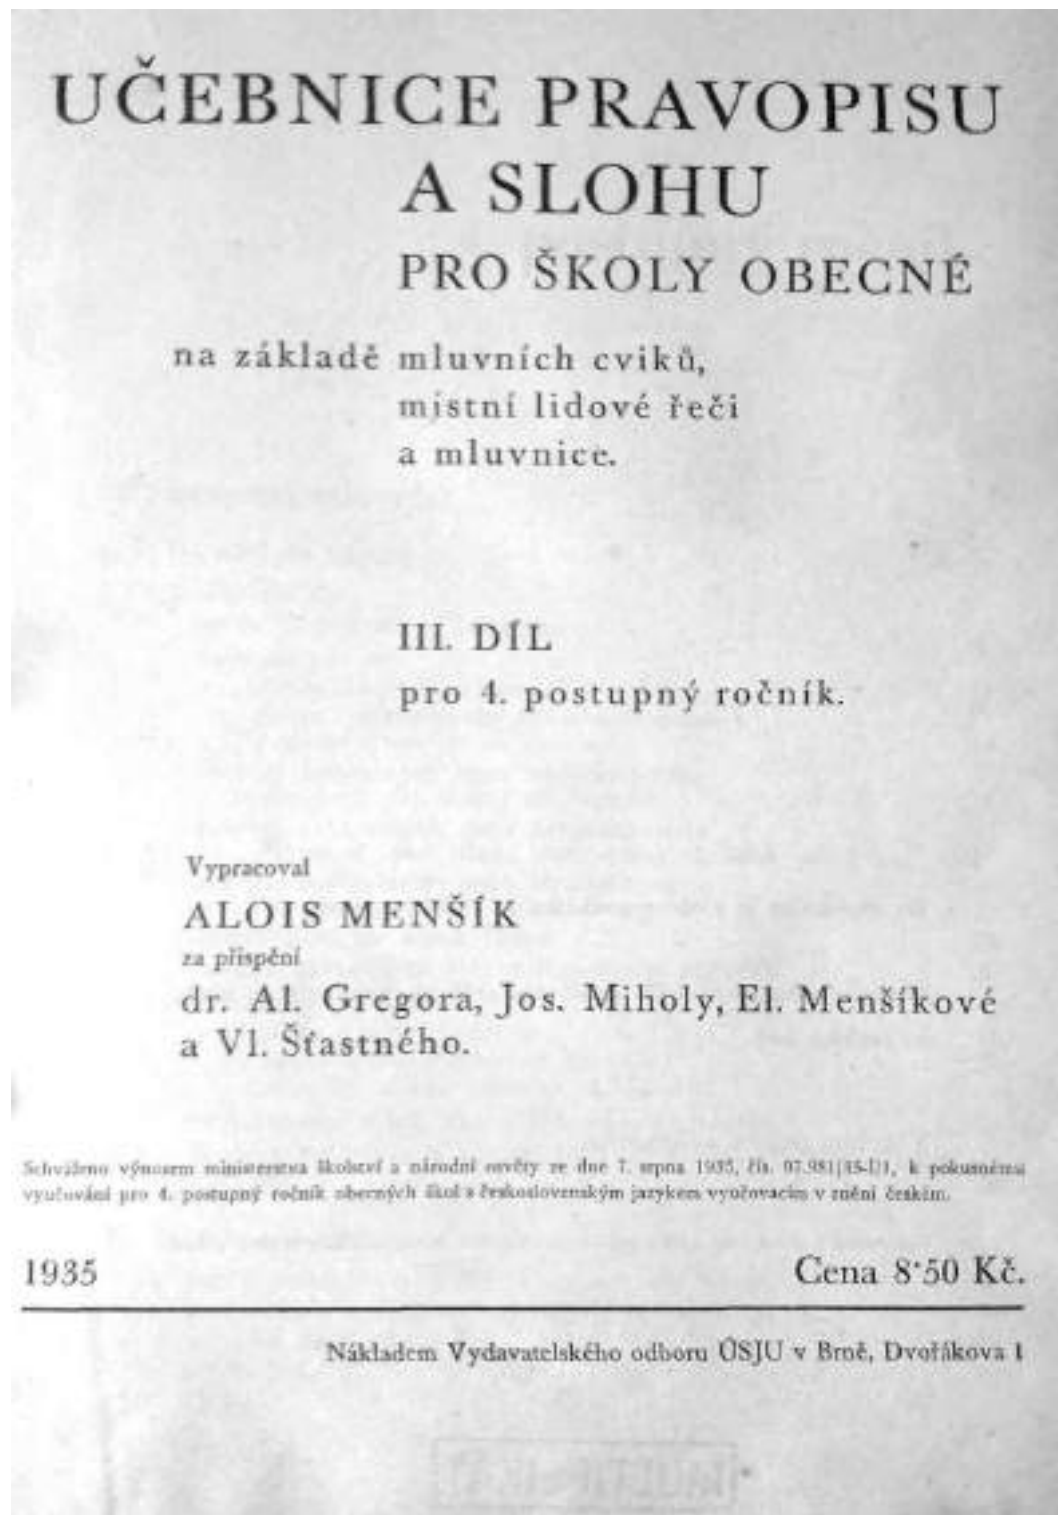 UČEBNICE PRAVOPISU
A SLOHU
PRO ŠKOLY OBECNÉ
na základě mluvních cviků,
místní lidové řeči
a mluvnice.
III. DÍL
pro 4. postupný ročník.
Vypracoval
ALOIS MENŠÍK
za přispění
dr. Al. Gregora, Jos. Miholy, El. Menšíkové
a Vl. Šťastného.
Schváleno výnosem ministerstva školství a národní osvěty ze dne 7. srpna 1935, čís. k pokusnému
vyučování pro 4. postupný ročník obecných škol s československým jazykem vyučovacím v znění českém.
1935
Cena 8·50 Kč.
Nákladem Vydavatelského odboru ÚSJU v Brně, Dvořákova 1